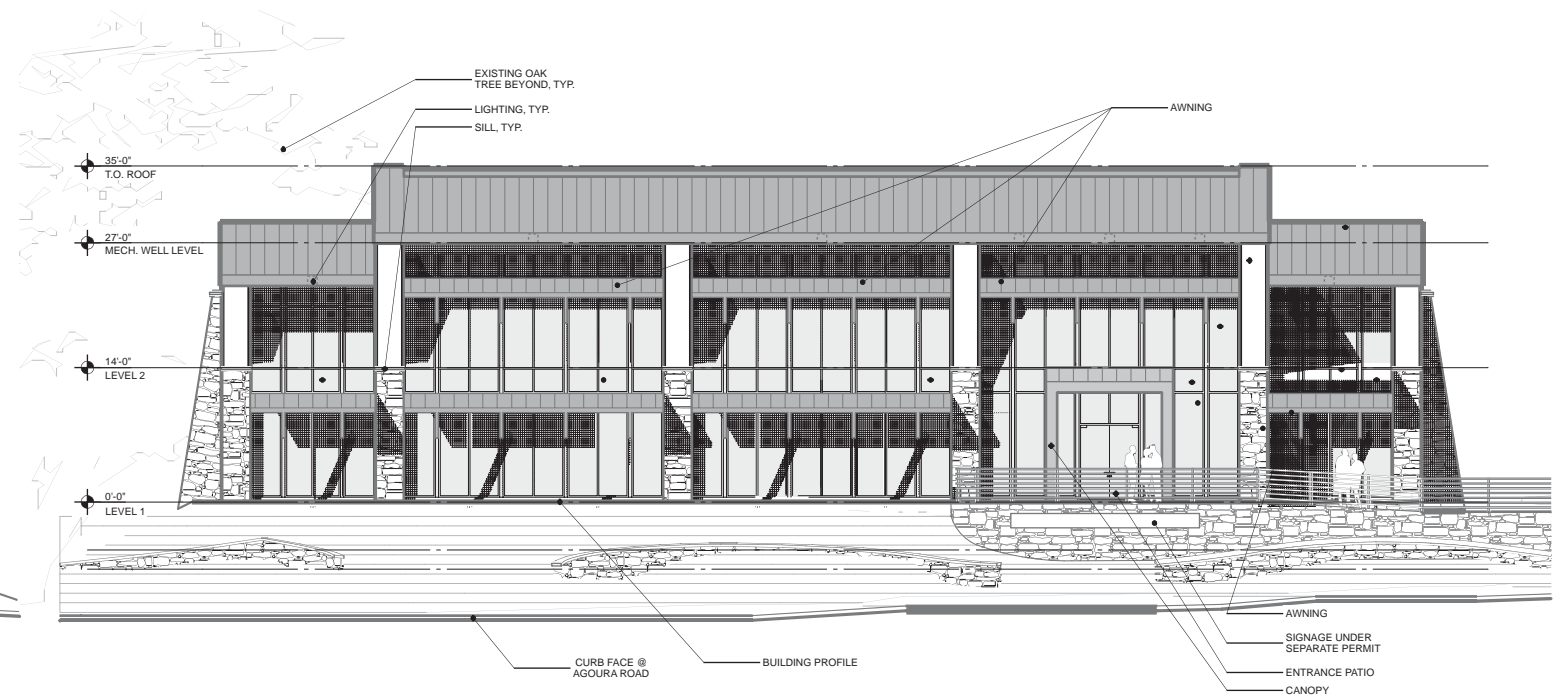 EXISTING OAK
TREE BEYOND, TYP.
LIGHTING, TYP.
SILL, TYP.
AWNING
35'-0"
T.O. ROOF
27'-0"
MECH. WELL LEVEL
14'-0"
LEVEL 2
0'-0"
LEVEL 1
AWNING
SIGNAGE UNDER
SEPARATE PERMIT
ENTRANCE PATIO
CANOPY
BUILDING PROFILE
CURB FACE @
AGOURA ROAD